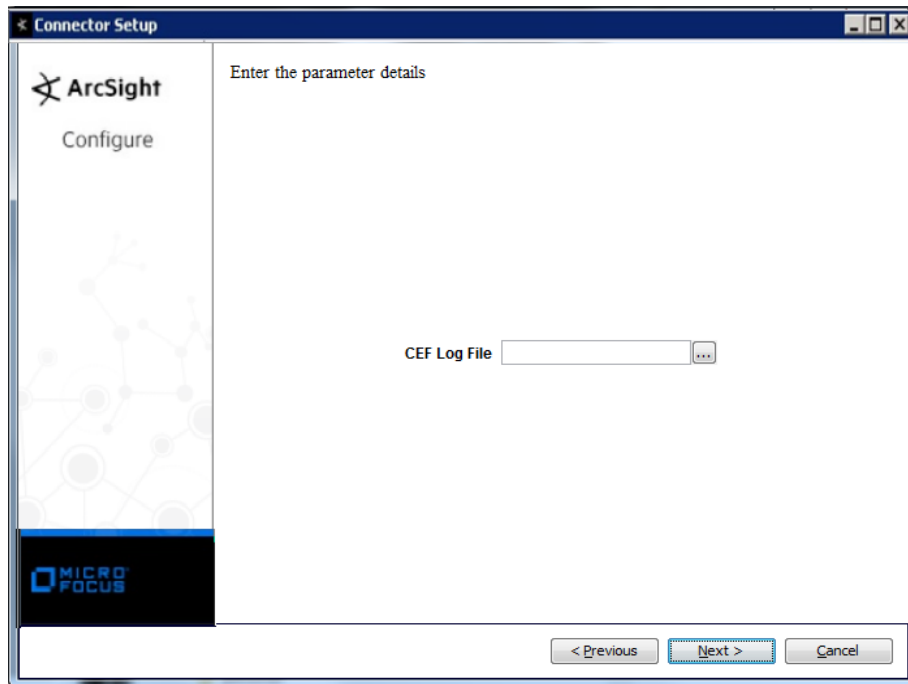 Connector Setup
ArcSight
Configure
Enter the parameter details
CEF Log File
...
MICRO
FOCUS
< Previous
Next >
Cancel